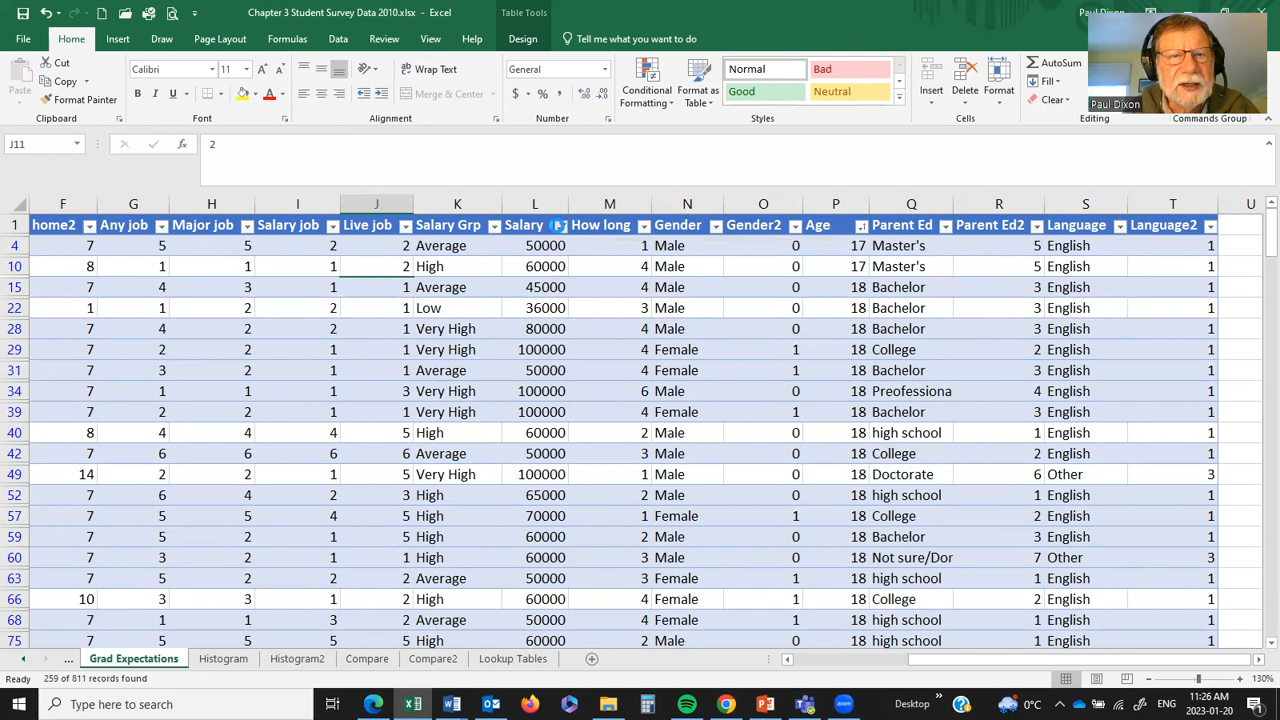 Chapter 3 Student Survey Data 2010.xlsx - Excel
Table Tools
File Home Insert Draw Page Layout Formulas Data Review View Help Design Tell me what you want to do
Paste Cut Copy Format Painter Clipboard
Calibri 11 B I U Font
Wrap Text Merge & Center Alignment
General $ % , Number
Conditional Formatting Format as Table Normal Bad Good Neutral Styles
Insert Delete Format Cells
AutoSum Fill Clear Editing
Commands Group
Paul Dixon
J11 fx 2
F G H I J K L M N O P Q R S T U
1 home2 Any job Major job Salary job Live job Salary Grp Salary How long Gender Gender2 Age Parent Ed Parent Ed2 Language Language2
4 7 5 5 2 2 Average 50000 1 Male 0 17 Master's 5 English 1
10 8 1 1 1 2 High 60000 4 Male 0 17 Master's 5 English 1
15 7 4 3 1 1 Average 45000 4 Male 0 18 Bachelor 3 English 1
22 1 1 2 2 1 Low 36000 3 Male 0 18 Bachelor 3 English 1
28 7 4 2 2 1 Very High 80000 4 Male 0 18 Bachelor 3 English 1
29 7 2 2 1 1 Very High 100000 4 Female 1 18 College 2 English 1
31 7 3 2 1 1 Average 50000 4 Female 1 18 Bachelor 3 English 1
34 7 1 1 1 3 Very High 100000 6 Male 0 18 Preofessiona 4 English 1
39 7 2 2 1 1 Very High 100000 4 Female 1 18 Bachelor 3 English 1
40 8 4 4 4 5 High 60000 2 Male 0 18 high school 1 English 1
42 7 6 6 6 6 Average 50000 3 Male 0 18 College 2 English 1
49 14 2 2 1 5 Very High 100000 1 Male 0 18 Doctorate 6 Other 3
52 7 6 4 2 3 High 65000 2 Male 0 18 high school 1 English 1
57 7 5 5 4 5 High 70000 1 Female 1 18 College 2 English 1
59 7 5 2 1 5 High 60000 2 Male 0 18 Bachelor 3 English 1
60 7 3 2 1 1 High 60000 3 Male 0 18 Not sure/Dor 7 Other 3
63 7 5 2 2 2 Average 50000 3 Female 1 18 high school 1 English 1
66 10 3 3 1 2 High 60000 4 Female 1 18 College 2 English 1
68 7 1 1 3 2 Average 50000 4 Female 1 18 high school 1 English 1
75 7 5 5 5 5 High 60000 2 Male 0 18 high school 1 English 1
... Grad Expectations Histogram Histogram2 Compare Compare2 Lookup Tables
Ready 259 of 811 records found 130%
Type here to search Desktop 0°C ENG 11:26 AM
2023-01-20